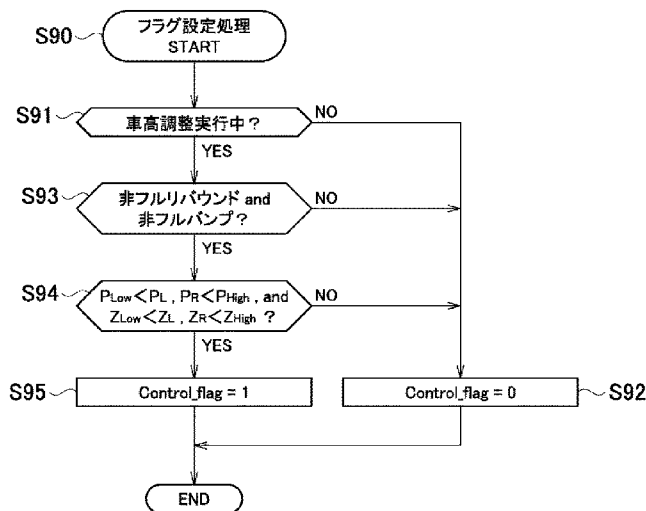 S90
フラグ設定処理
START
S91
車高調整実行中？
NO
YES
S93
非フルリバウンド and
非フルバンプ？
NO
YES
S94
PLow＜PL , PR＜PHigh , and
ZLow＜ZL , ZR＜ZHigh ？
NO
YES
S95
Control_flag = 1
Control_flag = 0
S92
END